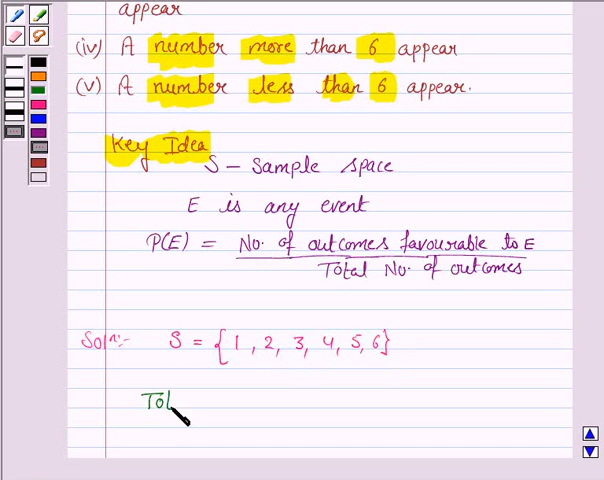 appear
(iv) A number more than 6 appear
(v) A number less than 6 appear.
Key Idea
S – Sample space
E is any event
P(E) = No. of outcomes favourable to E
Total No. of outcomes
Soln:- S = {1, 2, 3, 4, 5, 6}
Tot